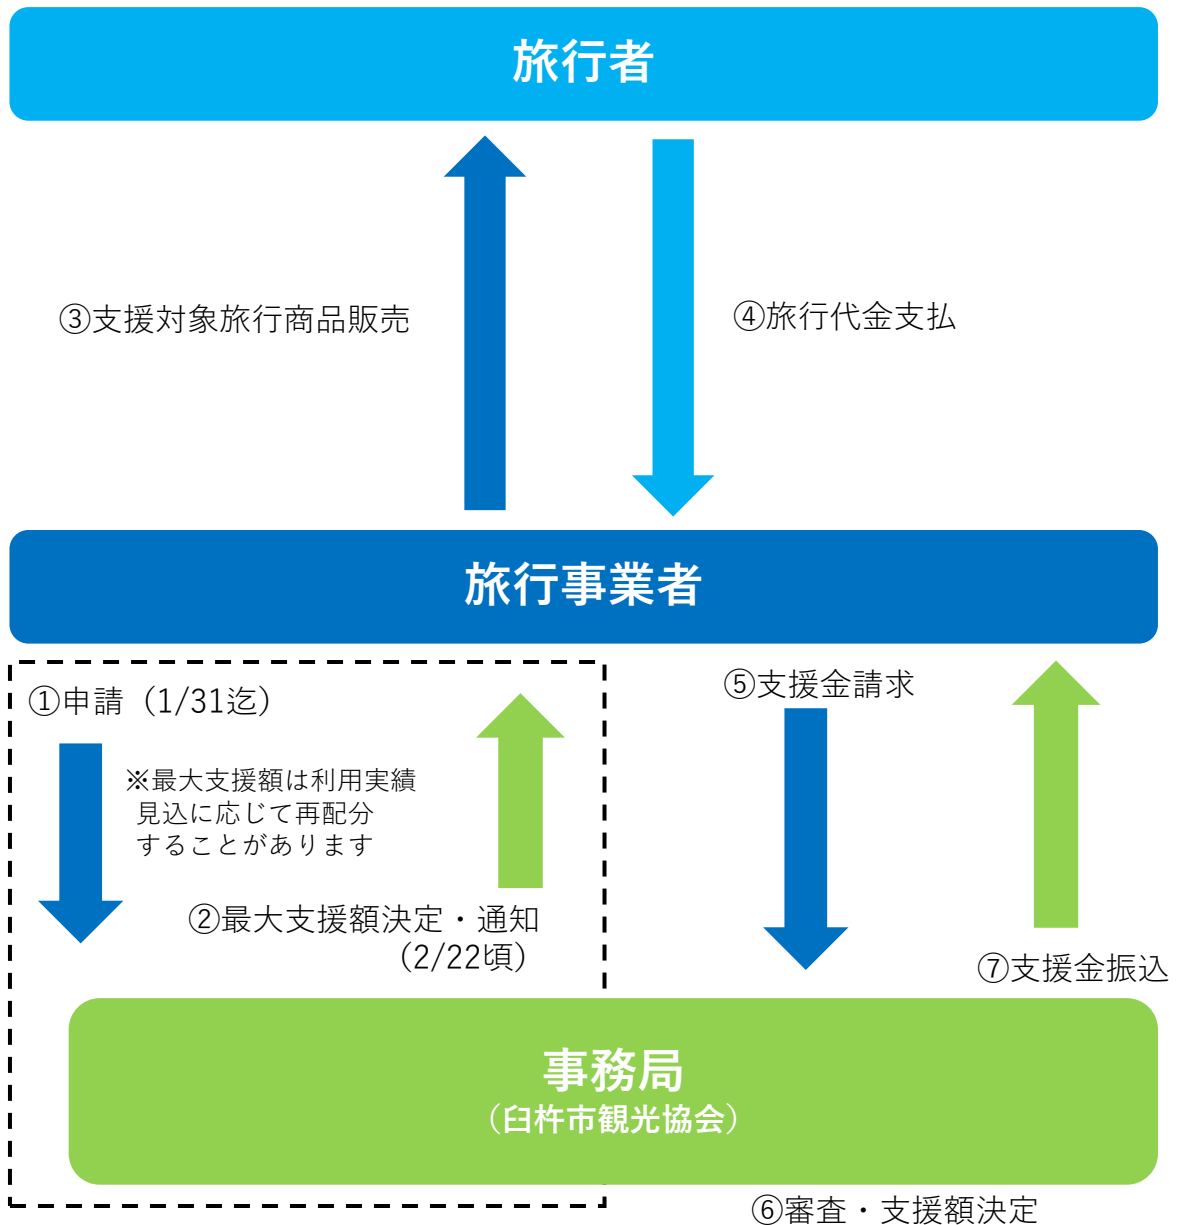 旅行者
③支援対象旅行商品販売
④旅行代金支払
旅行事業者
①申請（1/31迄）
※最大支援額は利用実績
見込に応じて再配分
することがあります
②最大支援額決定・通知
（2/22頃）
⑤支援金請求
⑦支援金振込
事務局
（臼杵市観光協会）
⑥審査・支援額決定